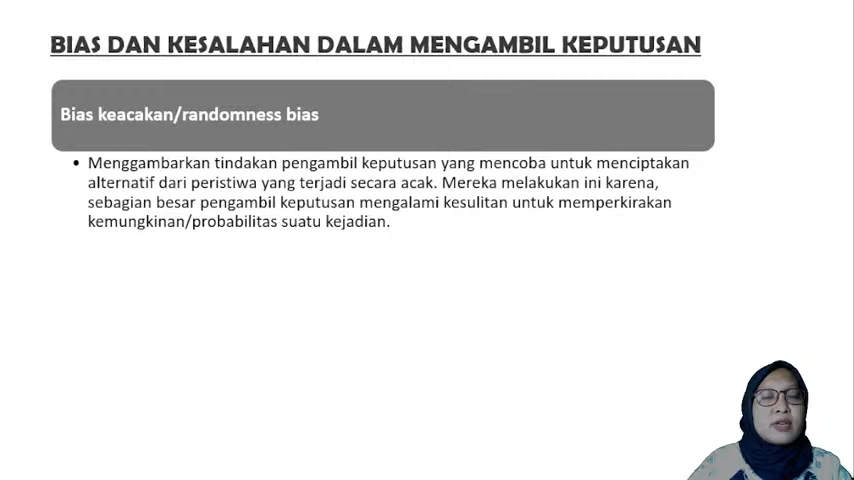 BIAS DAN KESALAHAN DALAM MENGAMBIL KEPUTUSAN
Bias keacakan/randomness bias
• Menggambarkan tindakan pengambil keputusan yang mencoba untuk menciptakan
alternatif dari peristiwa yang terjadi secara acak. Mereka melakukan ini karena,
sebagian besar pengambil keputusan mengalami kesulitan untuk memperkirakan
kemungkinan/probabilitas suatu kejadian.